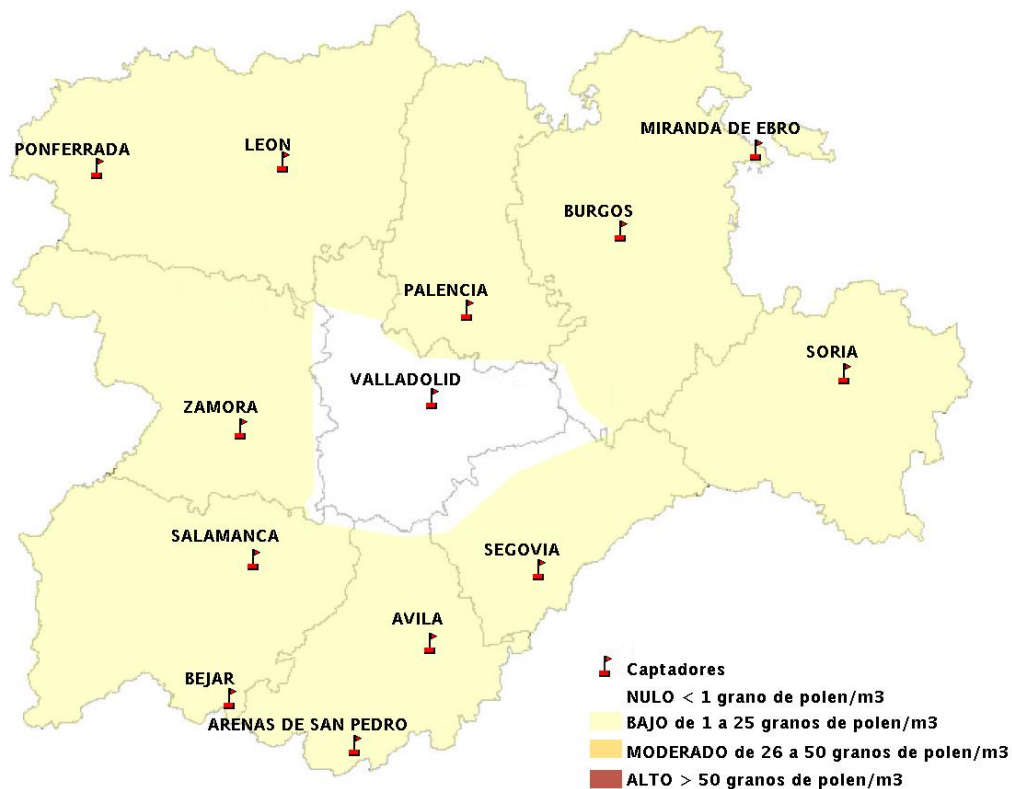 MIRANDA DE EBRO
PONFERRADA
LEON
BURGOS
PALENCIA
SORIA
VALLADOLID
ZAMORA
SALAMANCA
SEGOVIA
AVILA
BEJAR
ARENAS DE SAN PEDRO
Captadores
NULO < 1 grano de polen/m3
BAJO de 1 a 25 granos de polen/m3
MODERADO de 26 a 50 granos de polen/m3
ALTO > 50 granos de polen/m3